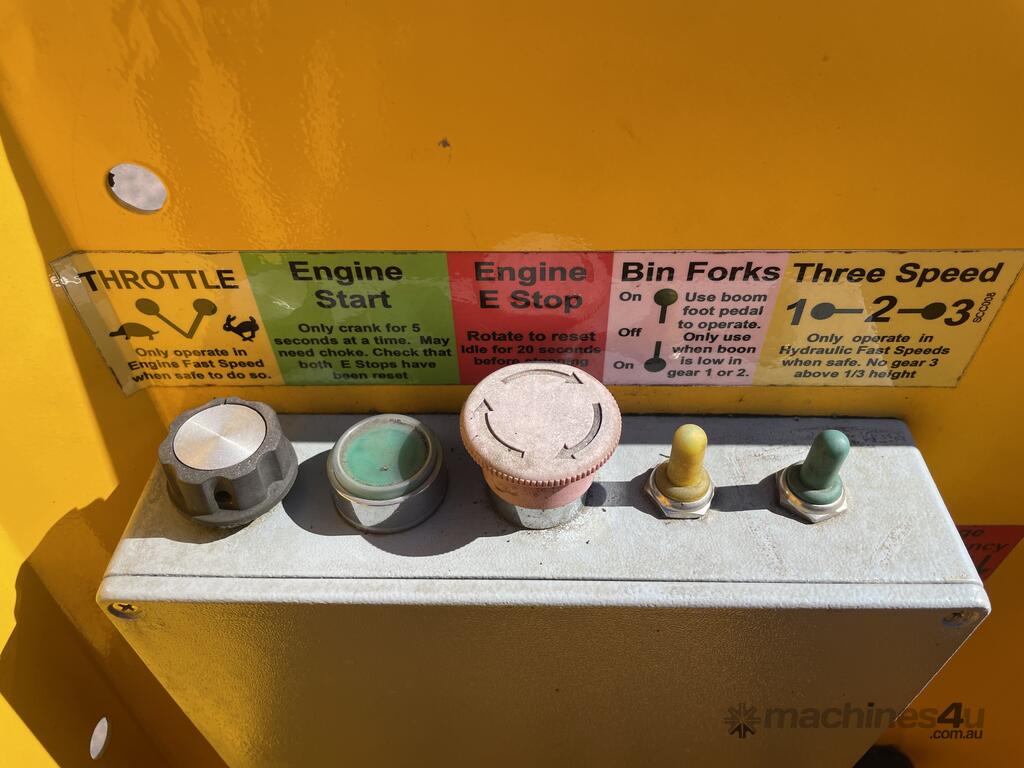 THROTTLE
Only operate in
Engine Fast Speed
when safe to do so.
Engine
Start
Only crank for 5
seconds at a time. May
need choke. Check that
both E Stops have
been reset
Engine
E Stop
Rotate to reset
Idle for 20 seconds
before stopping
Bin Forks
On
Off
On
Use boom
foot pedal
to operate.
Only use
when boon
is low in
gear 1 or 2.
Three Speed
1 2 3
SCC008
Only operate in
Hydraulic Fast Speeds
when safe. No gear 3
above 1/3 height
machines4u
.com.au